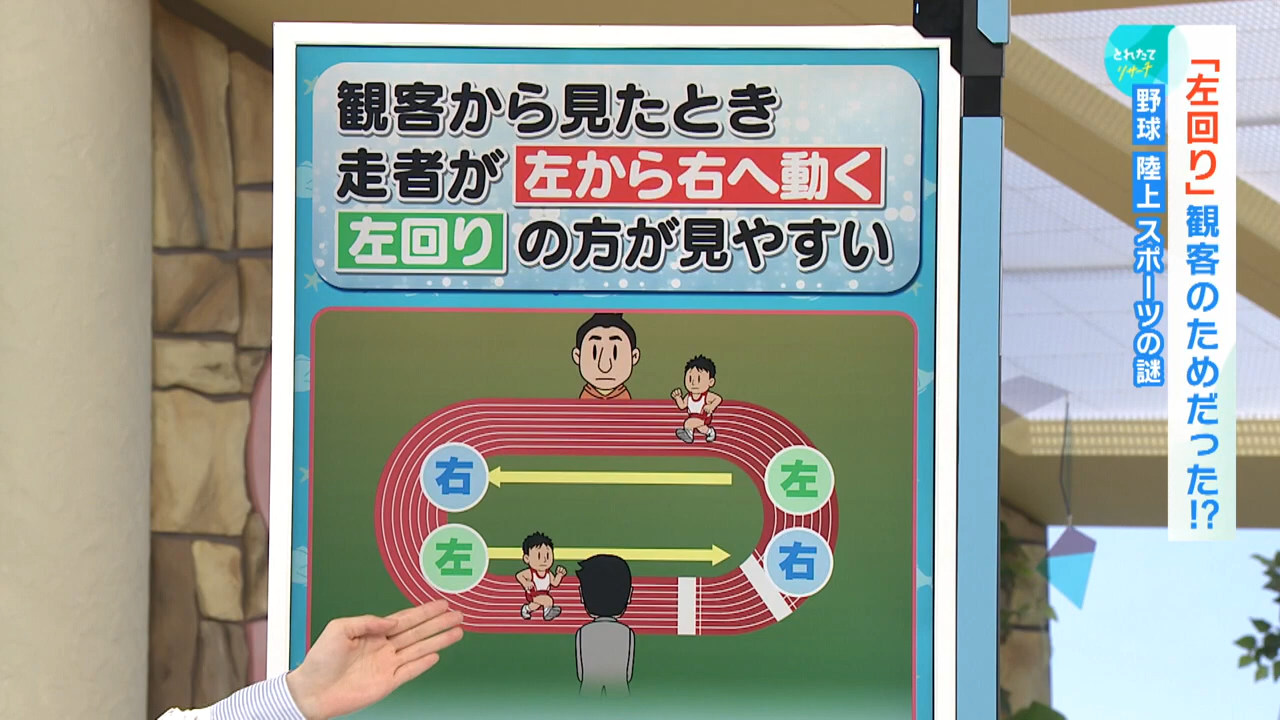 観客から見たとき
走者が 左から右へ動く
左回り の方が見やすい
右
左
左
右
とれたて
リサーチ
「左回り」観客のためだった!?
野球 陸上 スポーツの謎